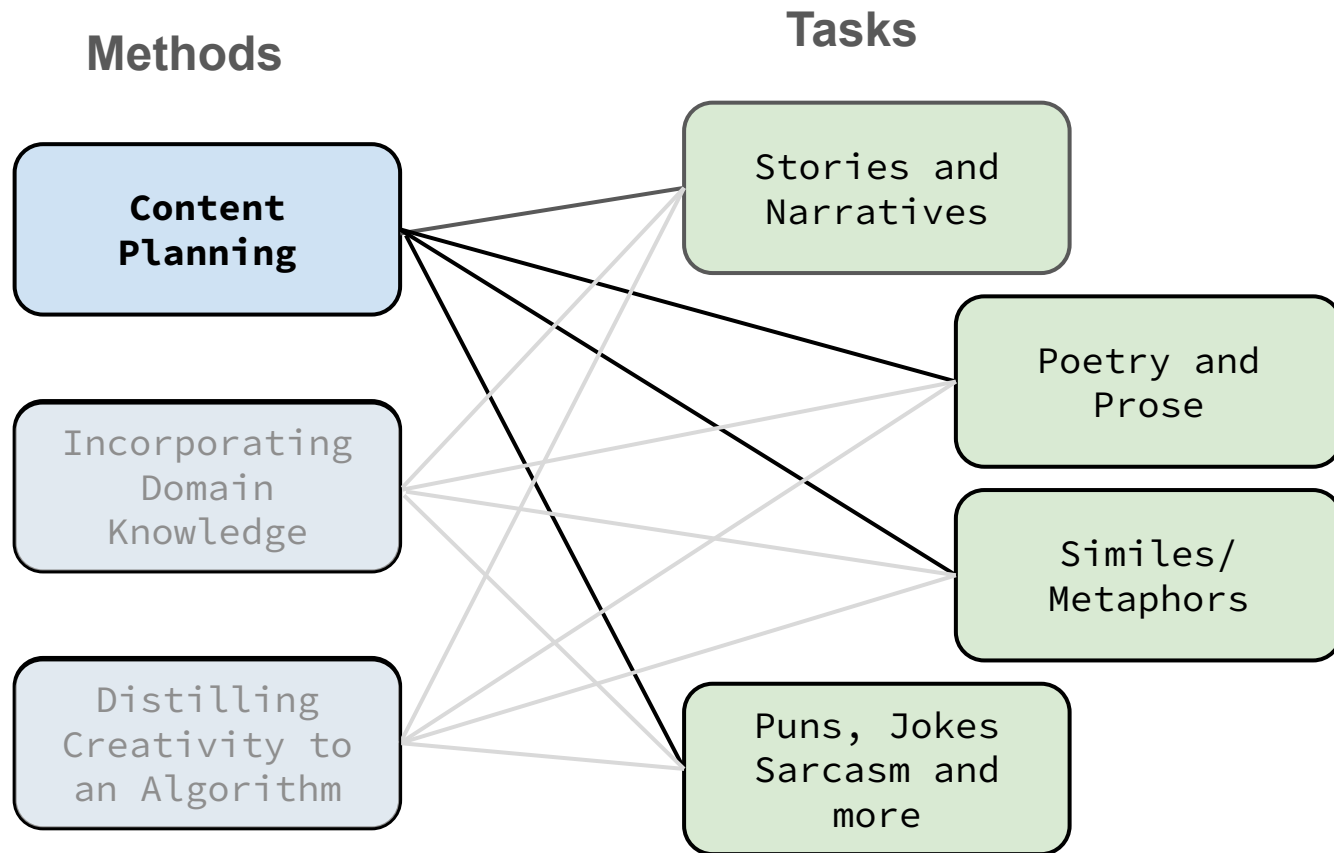 Methods
Tasks
Content
Planning
Incorporating
Domain
Knowledge
Distilling
Creativity to
an Algorithm
Stories and
Narratives
Poetry and
Prose
Similes/
Metaphors
Puns, Jokes
Sarcasm and
more